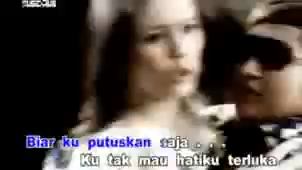 Biar ku putuskan saja . . .
Ku tak mau hatiku terluka